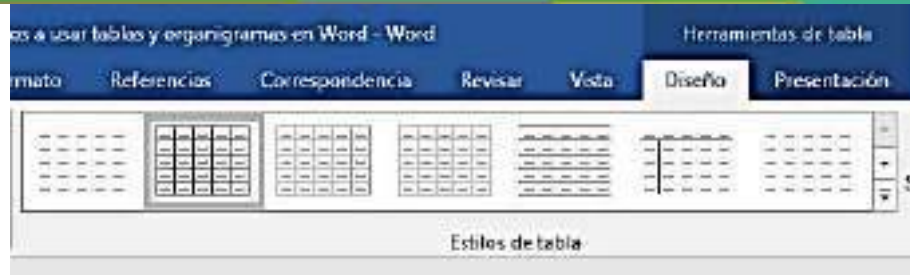 os a usar tablas y organigramas en Word - Word
Herramientas de tabla
rmato Referencias Correspondencia Revisar Vista Diseño Presentación
Estilos de tabla